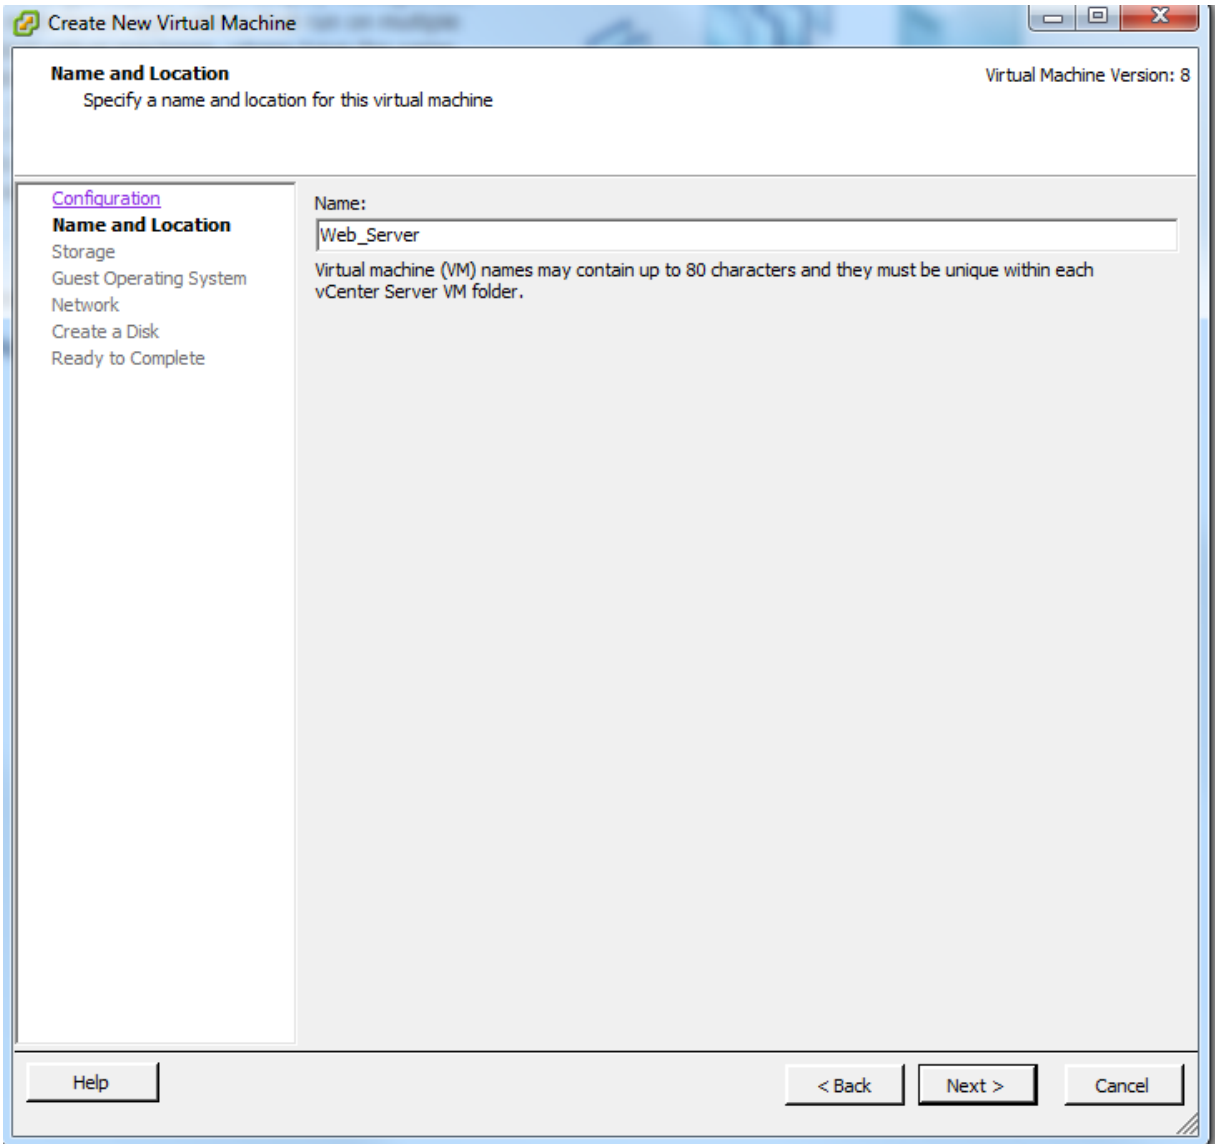 Create New Virtual Machine
Name and Location
Virtual Machine Version: 8
Specify a name and location for this virtual machine
Configuration
Name and Location
Storage
Guest Operating System
Network
Create a Disk
Ready to Complete
Name:
Web_Server
Virtual machine (VM) names may contain up to 80 characters and they must be unique within each
vCenter Server VM folder.
Help
< Back
Next >
Cancel